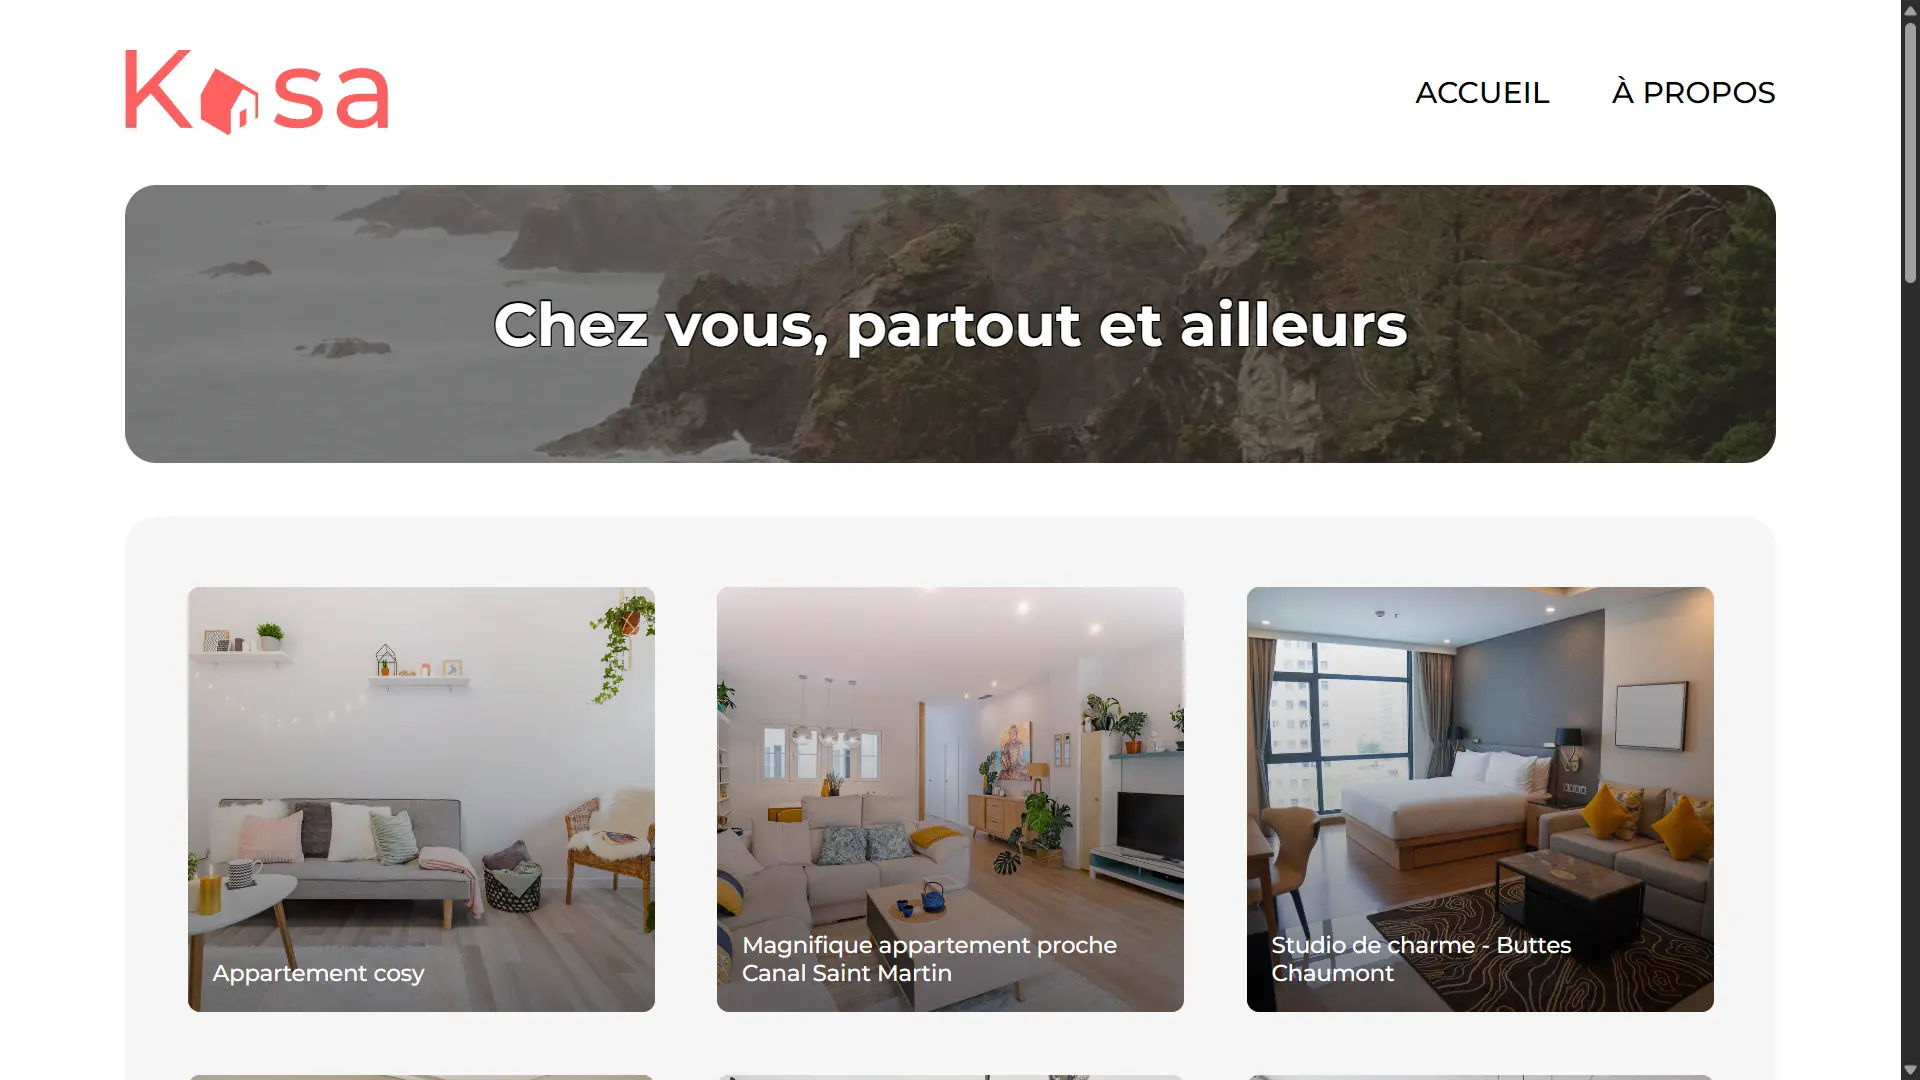 Kasa
ACCUEIL
À PROPOS
Chez vous, partout et ailleurs
Appartement cosy
Magnifique appartement proche
Canal Saint Martin
Studio de charme - Buttes
Chaumont